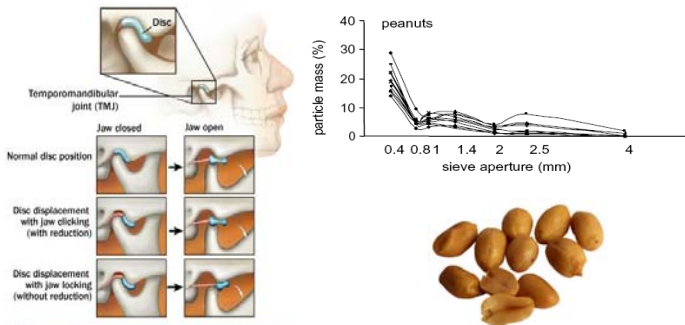 Disc
Temporomandibular
joint (TMJ)
Jaw closed
Jaw open
Normal disc position
Disc displacement
with jaw clicking
(with reduction)
Disc displacement
with jaw locking
(without reduction)
peanuts
particle mass (%)
40
30
20
10
0
0.4 0.81 1.4 2 2.5 4
sieve aperture (mm)